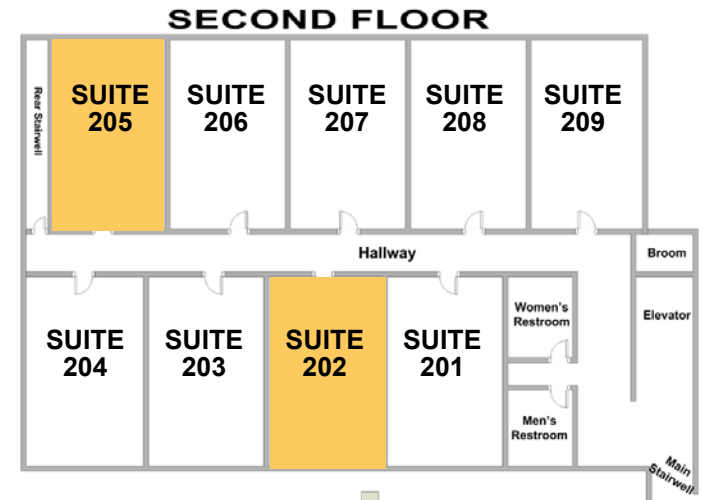 SECOND FLOOR
Rear Stairwell
SUITE
205
SUITE
206
SUITE
207
SUITE
208
SUITE
209
Hallway
Broom
SUITE
204
SUITE
203
SUITE
202
SUITE
201
Women's
Restroom
Elevator
Men's
Restroom
Main
Stairwell